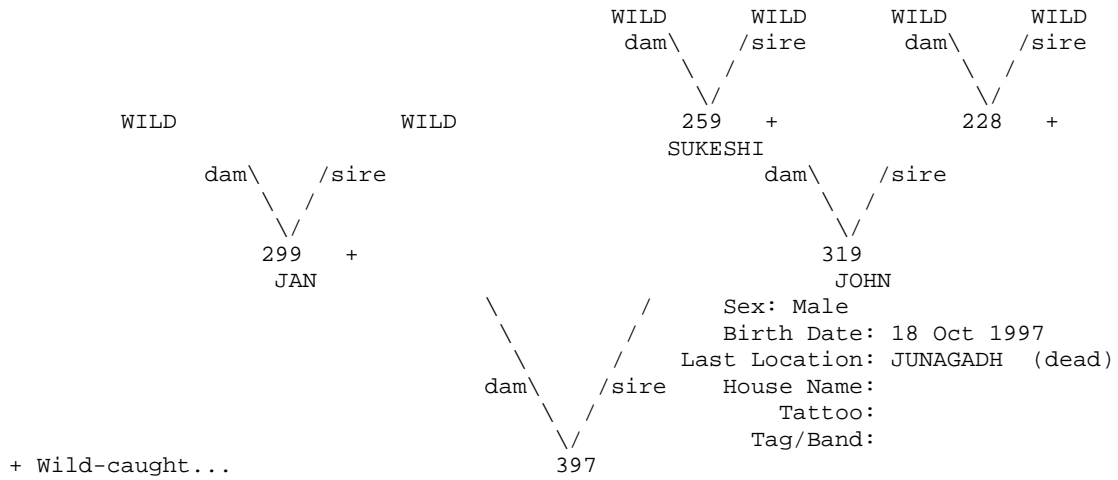 WILD WILD WILD WILD
dam\ /sire dam\ /sire
\ / \ /
\/ \/
WILD WILD 259 + 228 +
SUKESHI
dam\ /sire dam\ /sire
\ / \ /
\/ \/
299 + 319
JAN JOHN
\ / Sex: Male
\ / Birth Date: 18 Oct 1997
\ / Last Location: JUNAGADH (dead)
dam\ /sire House Name:
\ / Tattoo:
\/ Tag/Band:
+ Wild-caught... 397